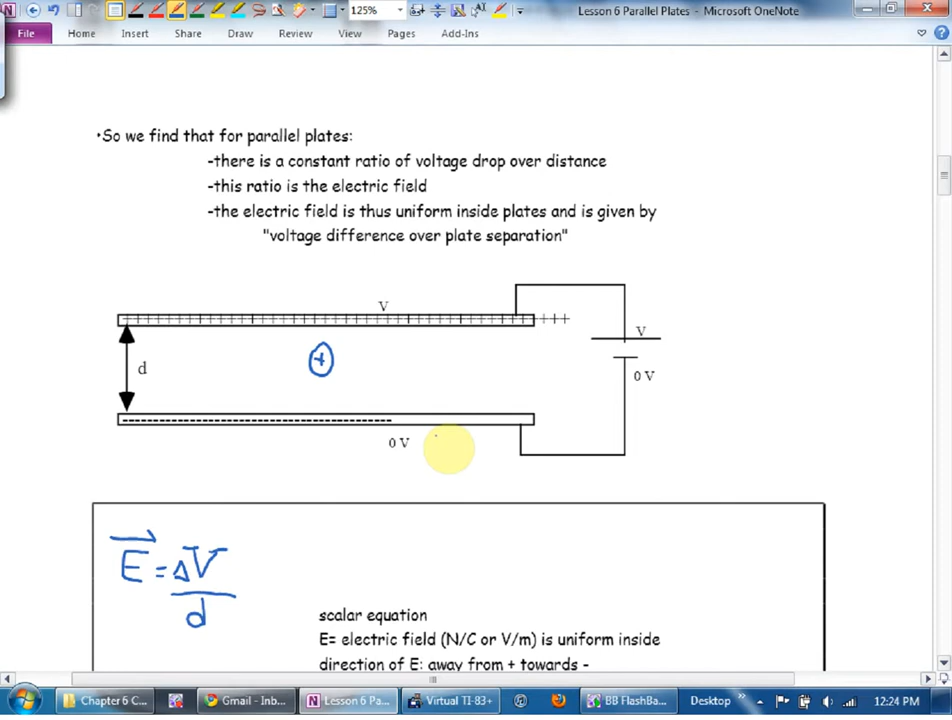 125%
Lesson 6 Parallel Plates - Microsoft OneNote
File Home Insert Share Draw Review View Pages Add-Ins
•So we find that for parallel plates:
-there is a constant ratio of voltage drop over distance
-this ratio is the electric field
-the electric field is thus uniform inside plates and is given by
"voltage difference over plate separation"
V
+++
V
d
+
0 V
0 V
E = ΔV
d
scalar equation
E= electric field (N/C or V/m) is uniform inside
direction of E: away from + towards -
Chapter 6 C... Gmail - Inb... Lesson 6 Pa... Virtual TI-83+ BB FlashBa... Desktop 12:24 PM